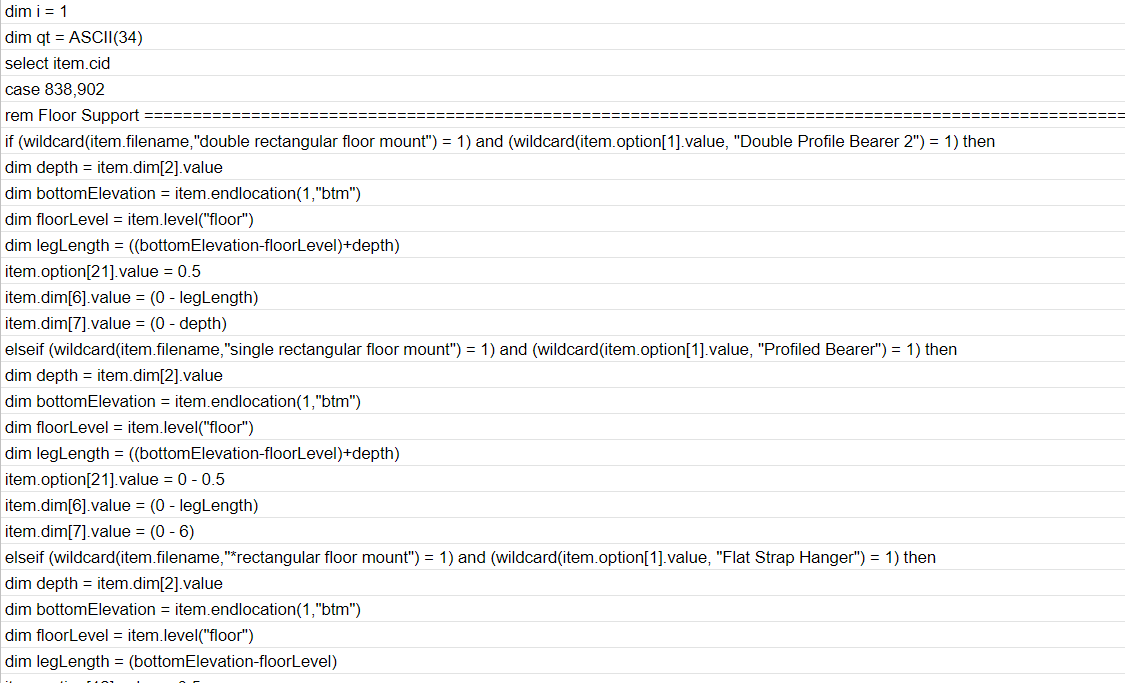 dim i = 1
dim qt = ASCII(34)
select item.cid
case 838,902
rem Floor Support ==========================================================================================
if (wildcard(item.filename,"double rectangular floor mount") = 1) and (wildcard(item.option[1].value, "Double Profile Bearer 2") = 1) then
dim depth = item.dim[2].value
dim bottomElevation = item.endlocation(1,"btm")
dim floorLevel = item.level("floor")
dim legLength = ((bottomElevation-floorLevel)+depth)
item.option[21].value = 0.5
item.dim[6].value = (0 - legLength)
item.dim[7].value = (0 - depth)
elseif (wildcard(item.filename,"single rectangular floor mount") = 1) and (wildcard(item.option[1].value, "Profiled Bearer") = 1) then
dim depth = item.dim[2].value
dim bottomElevation = item.endlocation(1,"btm")
dim floorLevel = item.level("floor")
dim legLength = ((bottomElevation-floorLevel)+depth)
item.option[21].value = 0 - 0.5
item.dim[6].value = (0 - legLength)
item.dim[7].value = (0 - 6)
elseif (wildcard(item.filename,"*rectangular floor mount") = 1) and (wildcard(item.option[1].value, "Flat Strap Hanger") = 1) then
dim depth = item.dim[2].value
dim bottomElevation = item.endlocation(1,"btm")
dim floorLevel = item.level("floor")
dim legLength = (bottomElevation-floorLevel)